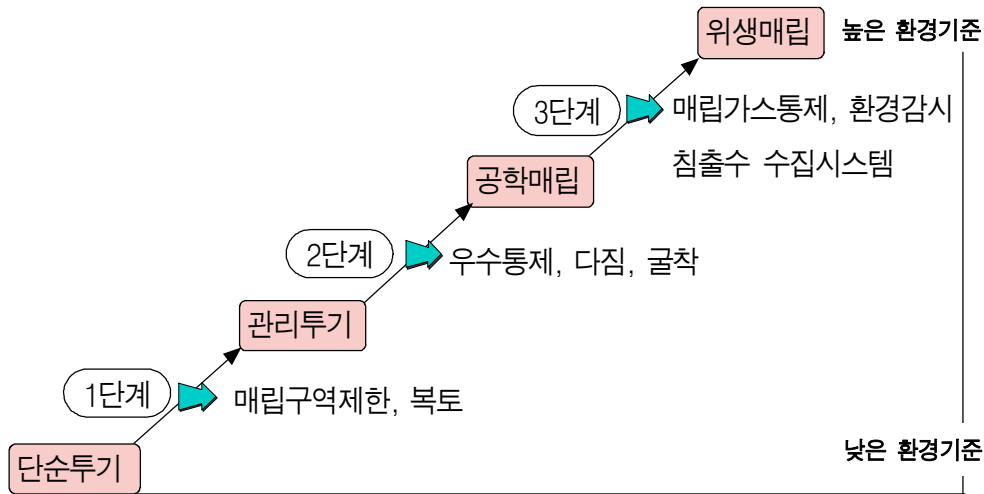 위생매립
높은 환경기준
3단계
매립가스통제, 환경감시
침출수 수집시스템
공학매립
2단계
우수통제, 다짐, 굴착
관리투기
1단계
매립구역제한, 복토
낮은 환경기준
단순투기